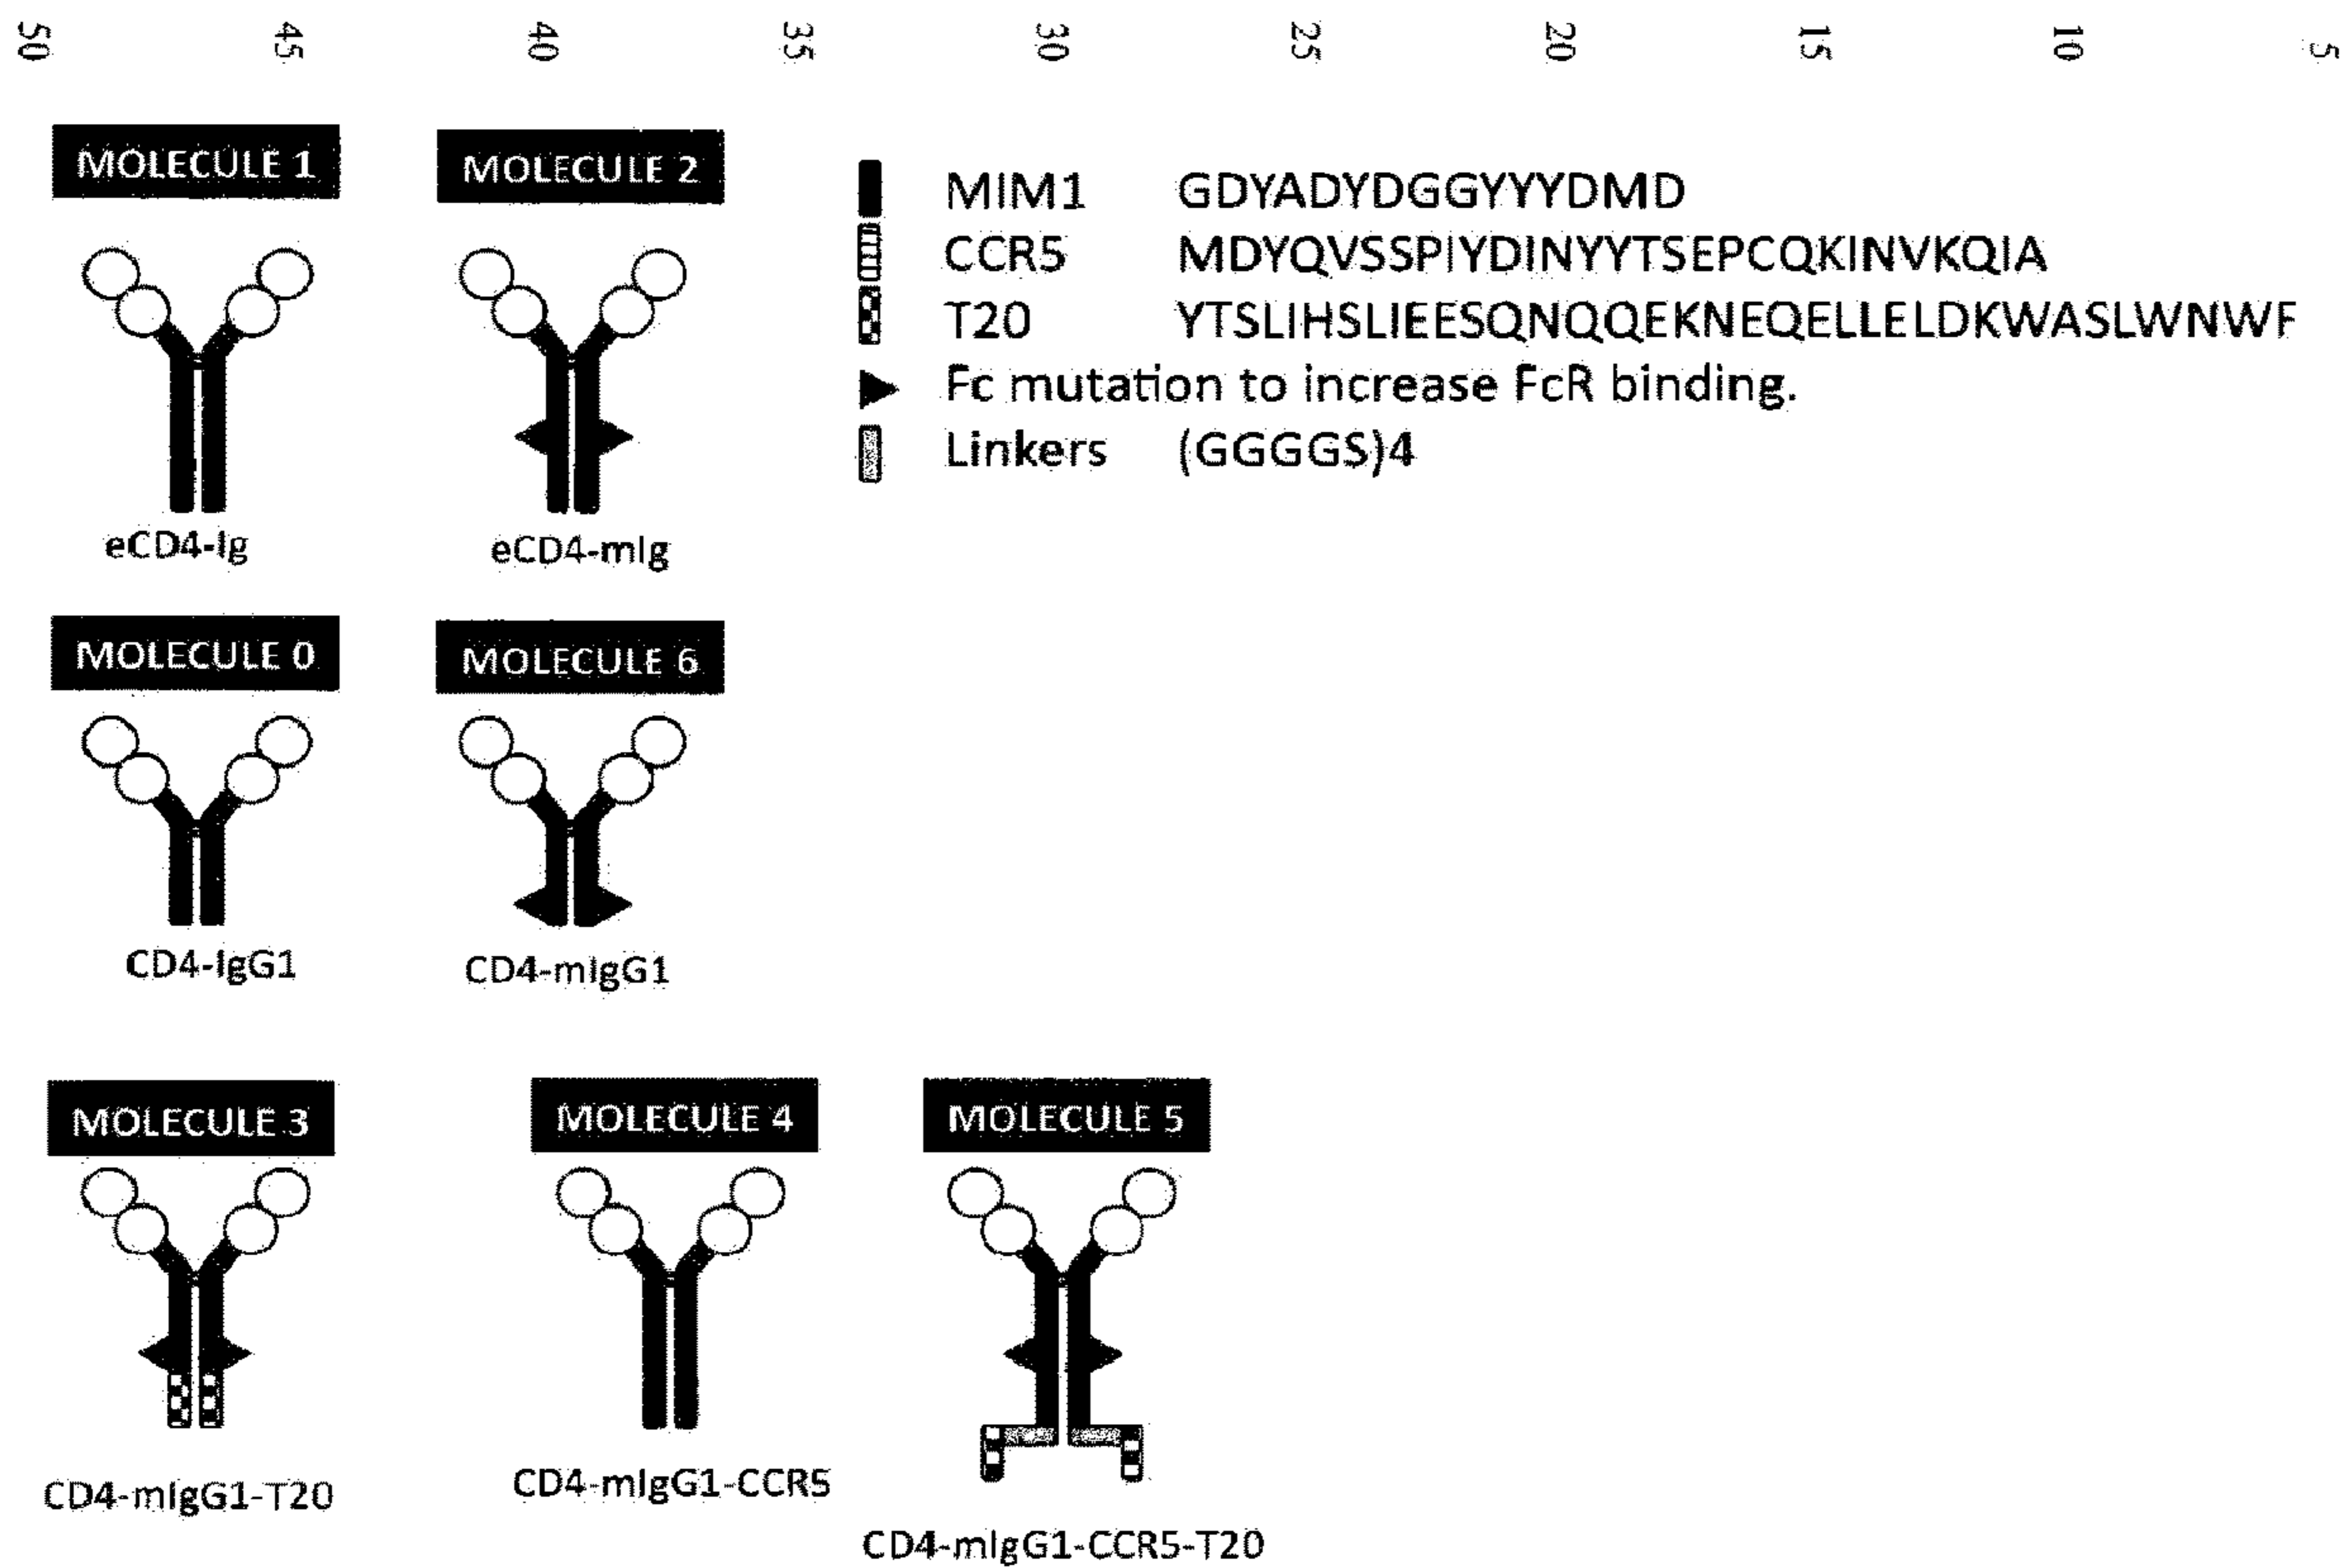 50 45 40 35 30 25 20 15 10 5
MOLECULE 1
MOLECULE 2
MIM1 GDYADYDGGYYYDMD
CCR5 MDYQVSSPIYDINYYTSEPCQKINVKQIA
T20 YTSLIHSLIEESQNQQEKNEQELLELDKWASLWNWF
Fc mutation to increase FcR binding.
Linkers (GGGGS)4
eCD4-Ig
eCD4-mIg
MOLECULE 0
MOLECULE 6
CD4-IgG1
CD4-mIgG1
MOLECULE 3
MOLECULE 4
MOLECULE 5
CD4-mIgG1-T20
CD4-mIgG1-CCR5
CD4-mIgG1-CCR5-T20